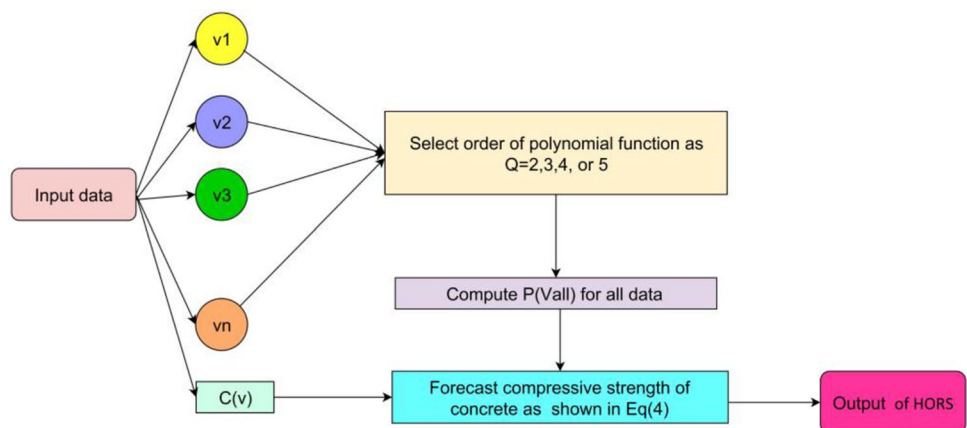 v1
v2
v3
vn
Input data
C(v)
Select order of polynomial function as
Q=2,3,4, or 5
Compute P(Vall) for all data
Forecast compressive strength of
concrete as shown in Eq(4)
Output of HORS